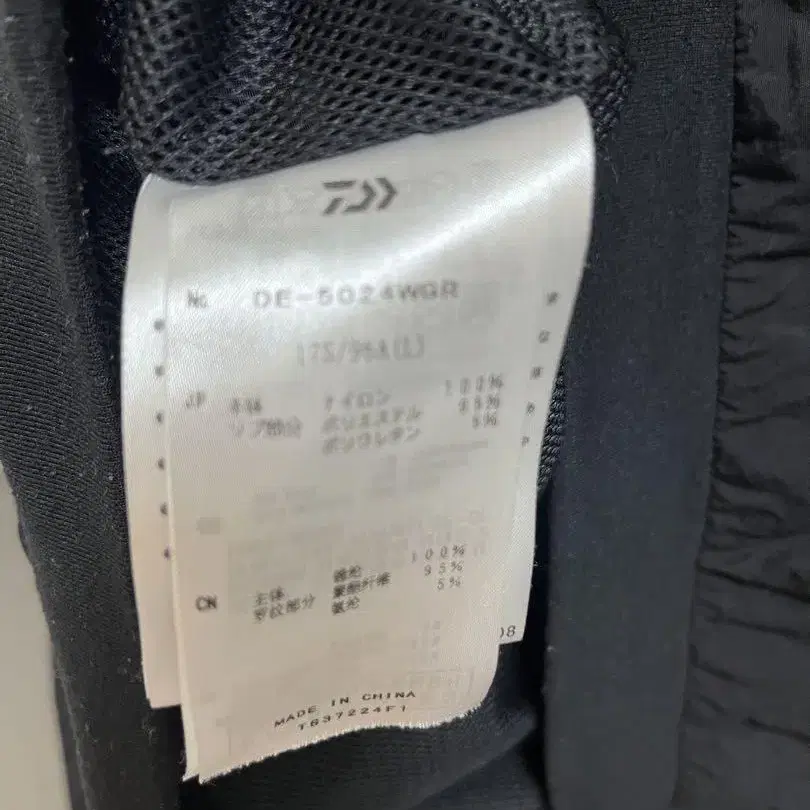 No. DE-5024WGR
175/96A(L)
JP 本体 ナイロン 100%
リブ部分 ポリエステル 95%
ポリウレタン 5%
CN 主体 锦纶 100%
罗纹部分 聚酯纤维 95%
氨纶 5%
08
MADE IN CHINA
T637224F1